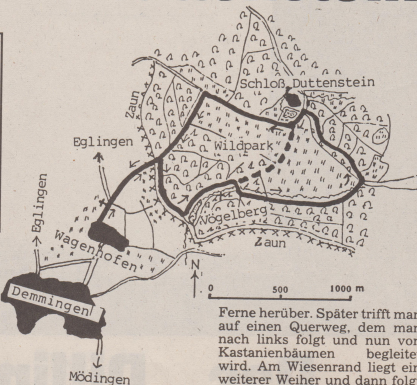 Schloß Duttenstein
Zaun
Eglingen
Wildpark
Eglingen
Vögelberg
Wagenhofen
Zaun
N
Demmingen
0 500 1000 m
Mödingen
Ferne herüber. Später trifft man
auf einen Querweg, dem man
nach links folgt und nun von
Kastanienbäumen begleitet
wird. Am Wiesenrand liegt ein
weiterer Weiher und dann folgt